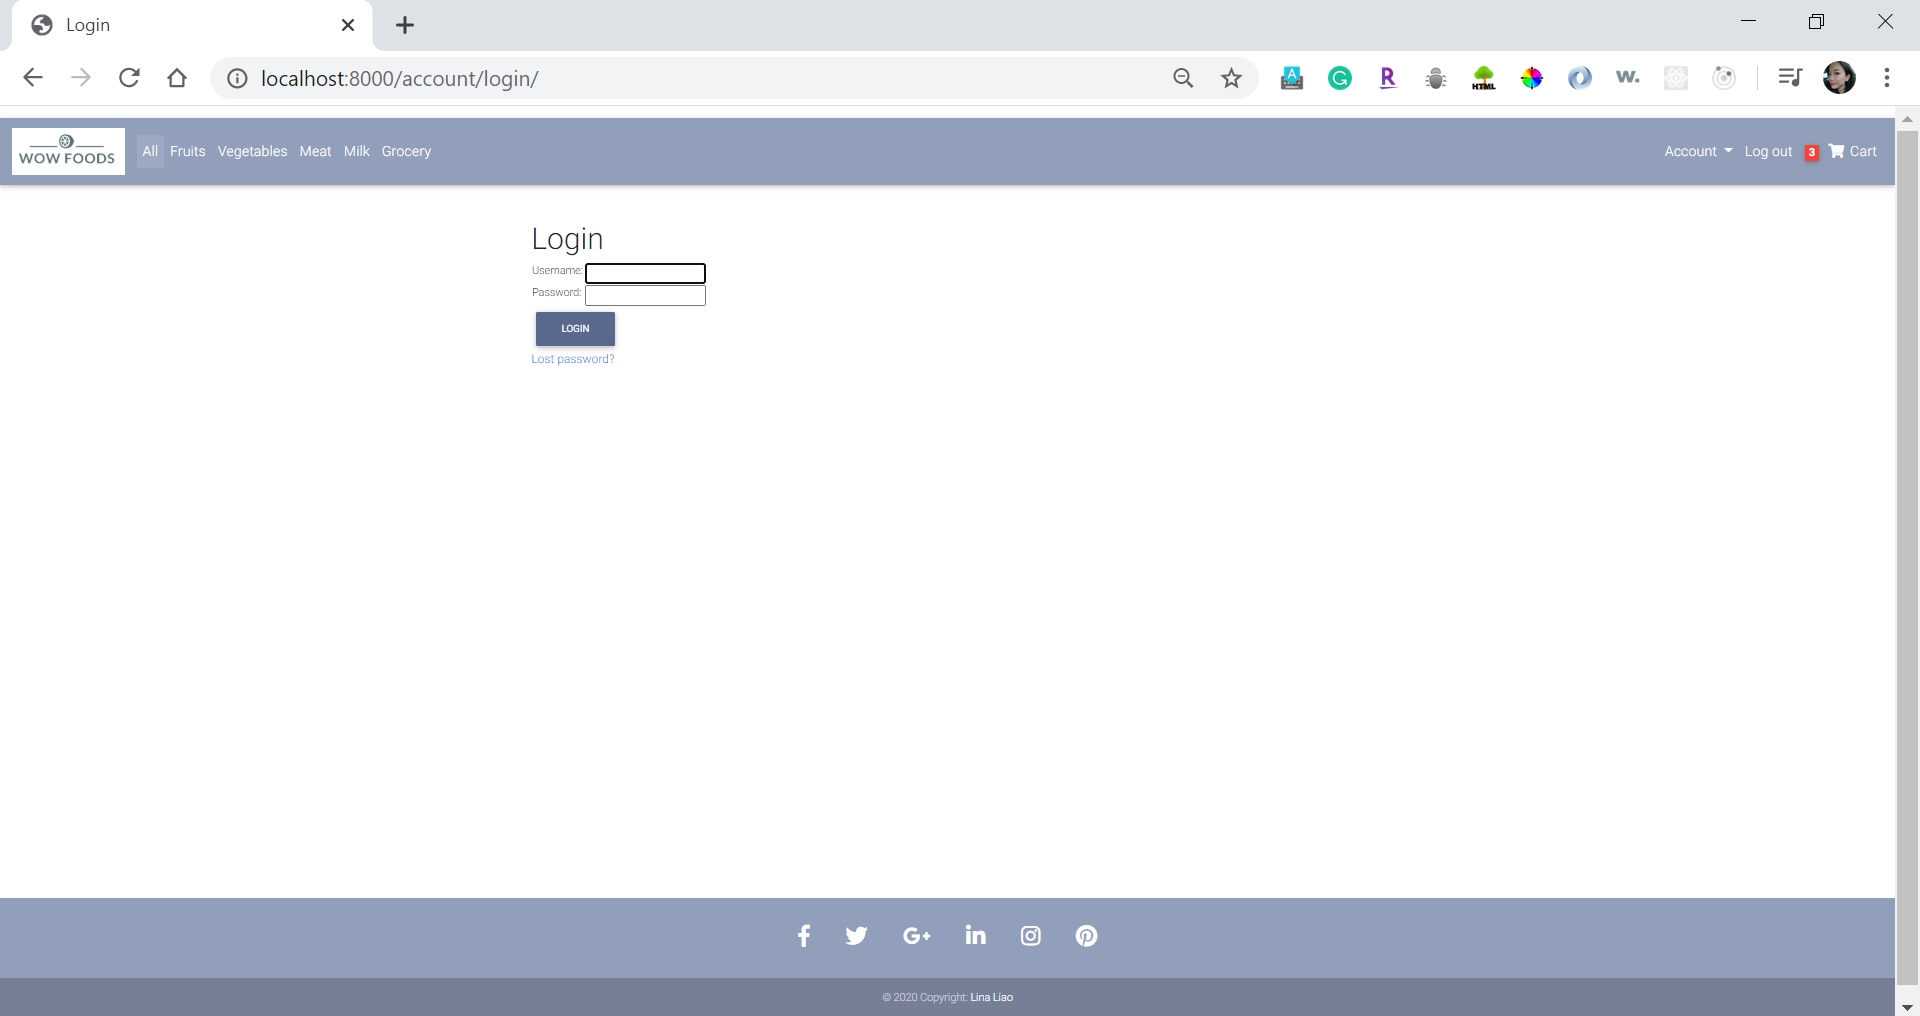 Login
localhost:8000/account/login/
WOW FOODS
All Fruits Vegetables Meat Milk Grocery
Account Log out 3 Cart
Login
Username:
Password:
LOGIN
Lost password?
© 2020 Copyright: Lina Liao